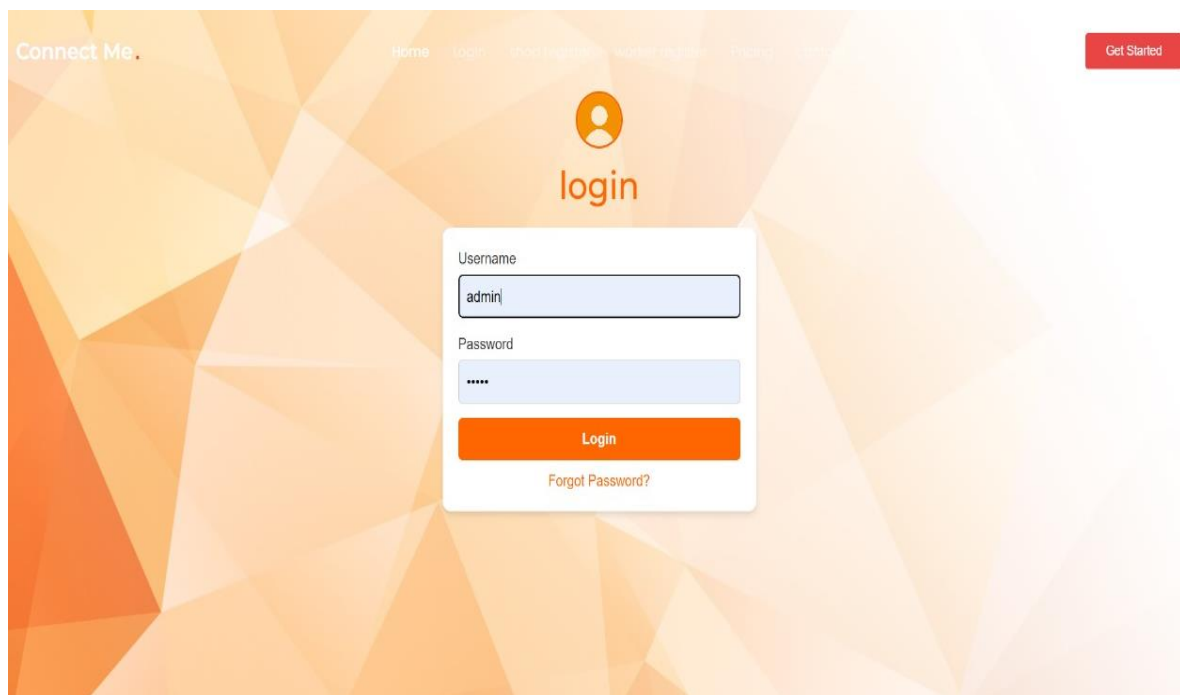 Connect Me.
Home Login Pricing
Get Started
login
Username
admin
Password
•••••
Login
Forgot Password?